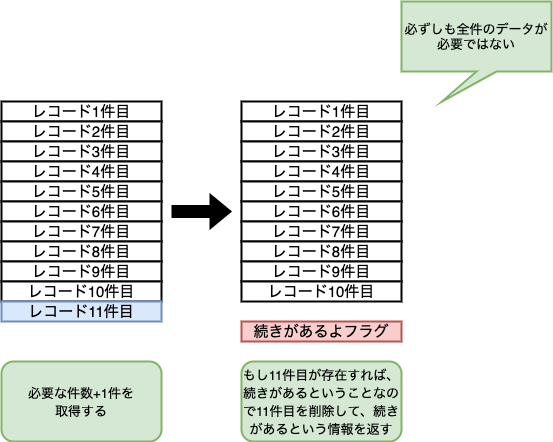 必ずしも全件のデータが
必要ではない
レコード1件目
レコード2件目
レコード3件目
レコード4件目
レコード5件目
レコード6件目
レコード7件目
レコード8件目
レコード9件目
レコード10件目
レコード11件目
レコード1件目
レコード2件目
レコード3件目
レコード4件目
レコード5件目
レコード6件目
レコード7件目
レコード8件目
レコード9件目
レコード10件目
続きがあるよフラグ
必要な件数+1件を
取得する
もし11件目が存在すれば、
続きがあるということなの
で11件目を削除して、続き
があるという情報を返す